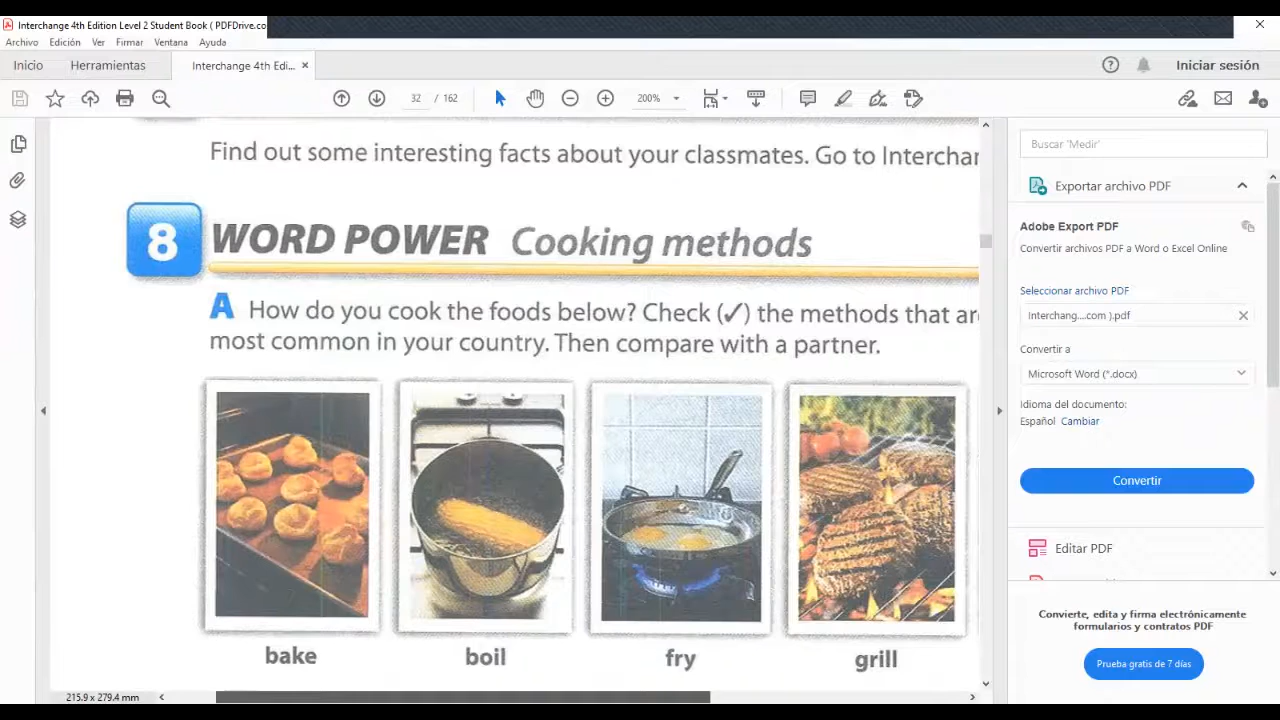 Interchange 4th Edition Level 2 Student Book ( PDFDrive.co
Archivo Edición Ver Firmar Ventana Ayuda
Inicio Herramientas Interchange 4th Edi... × Iniciar sesión
32 / 162 200%
Find out some interesting facts about your classmates. Go to Interchan
8 WORD POWER Cooking methods
A How do you cook the foods below? Check (✓) the methods that are
most common in your country. Then compare with a partner.
bake boil fry grill
215.9 x 279.4 mm
Buscar 'Medir'
Exportar archivo PDF
Adobe Export PDF
Convertir archivos PDF a Word o Excel Online
Seleccionar archivo PDF
Interchang....com ).pdf
Convertir a
Microsoft Word (*.docx)
Idioma del documento:
Español Cambiar
Convertir
Editar PDF
Convierte, edita y firma electrónicamente
formularios y contratos PDF
Prueba gratis de 7 días